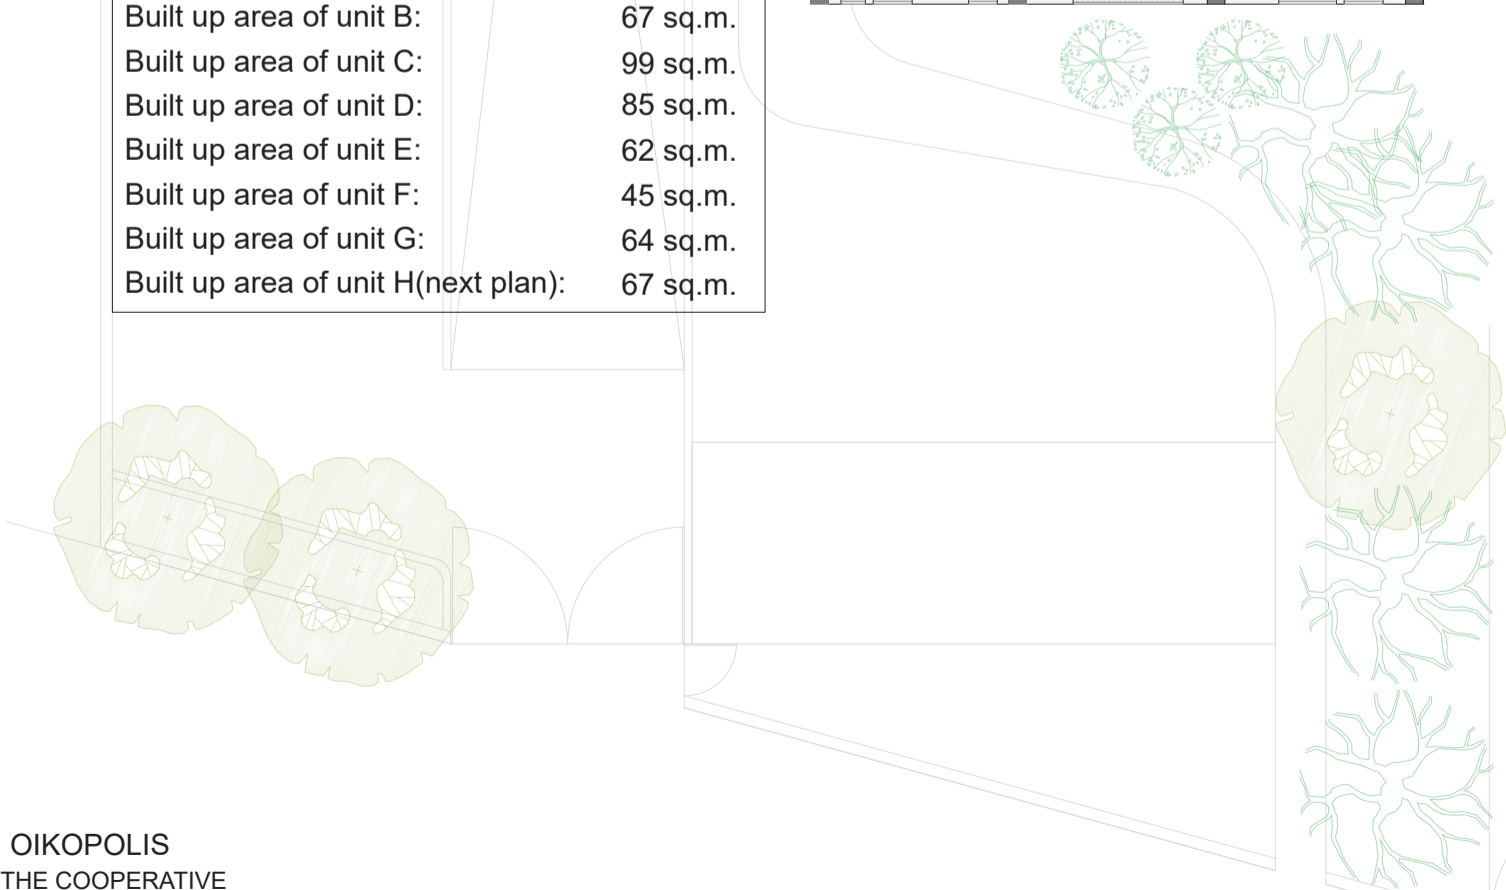 Built up area of unit B: 67 sq.m.
Built up area of unit C: 99 sq.m.
Built up area of unit D: 85 sq.m.
Built up area of unit E: 62 sq.m.
Built up area of unit F: 45 sq.m.
Built up area of unit G: 64 sq.m.
Built up area of unit H(next plan): 67 sq.m.
OIKOPOLIS
THE COOPERATIVE